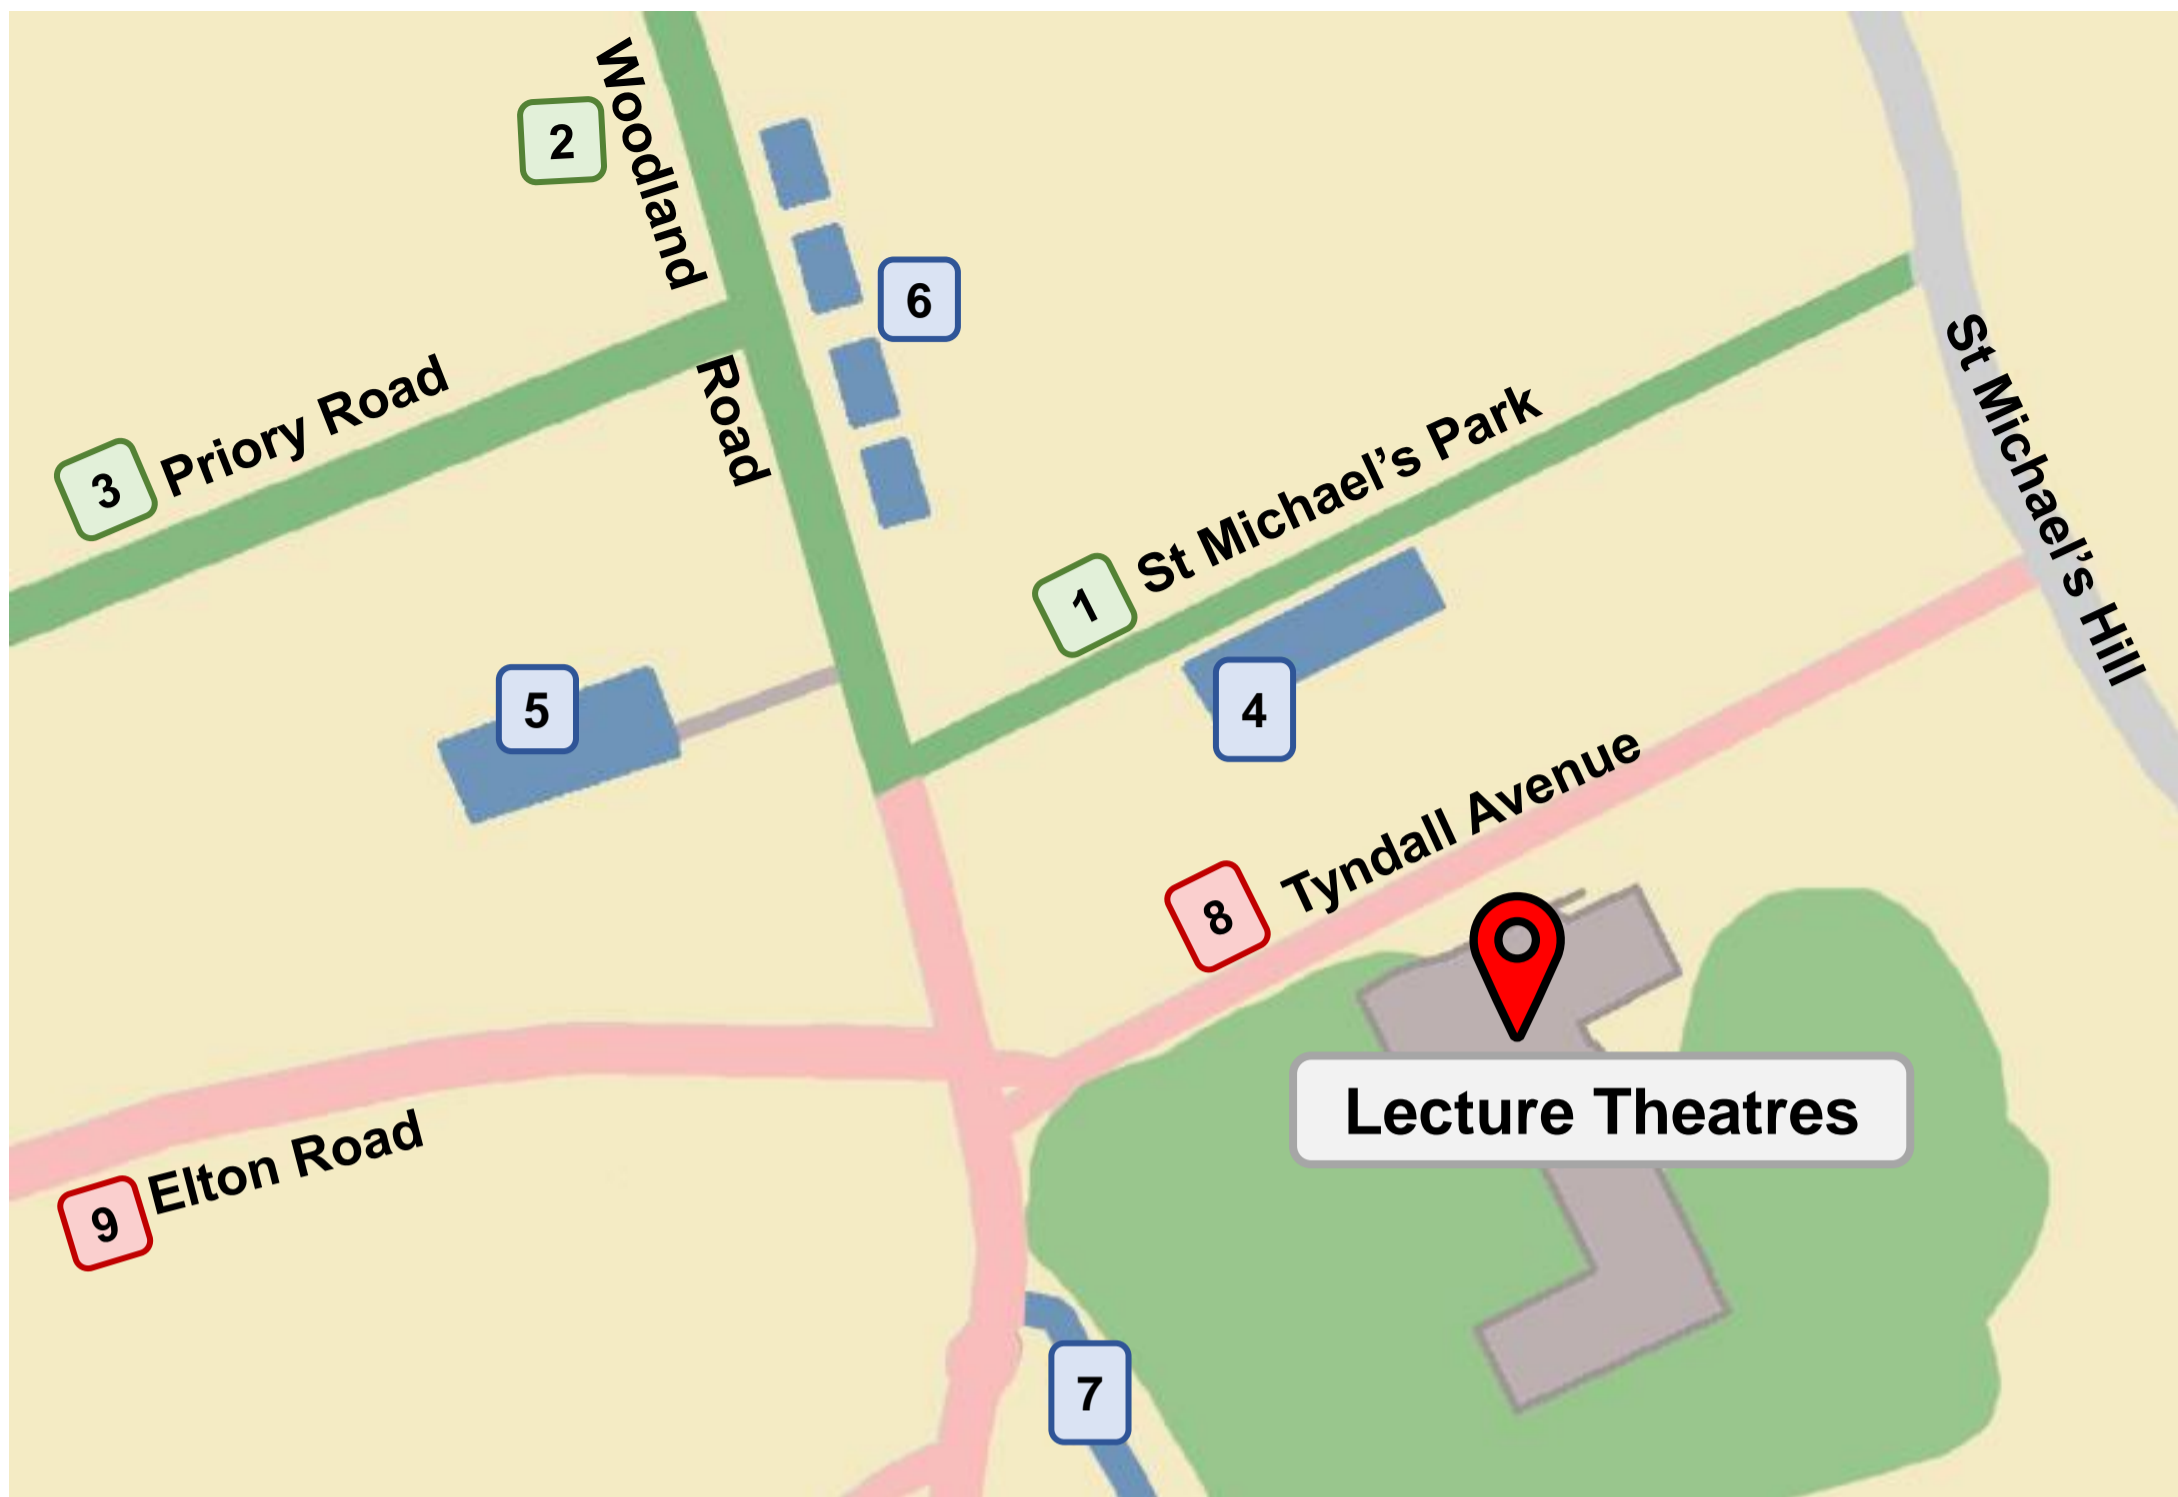 Woodland
2
6
St Michael’s Hill
Priory Road
3
Road
St Michael’s Park
1
5
4
Tyndall Avenue
8
Lecture Theatres
Elton Road
9
7